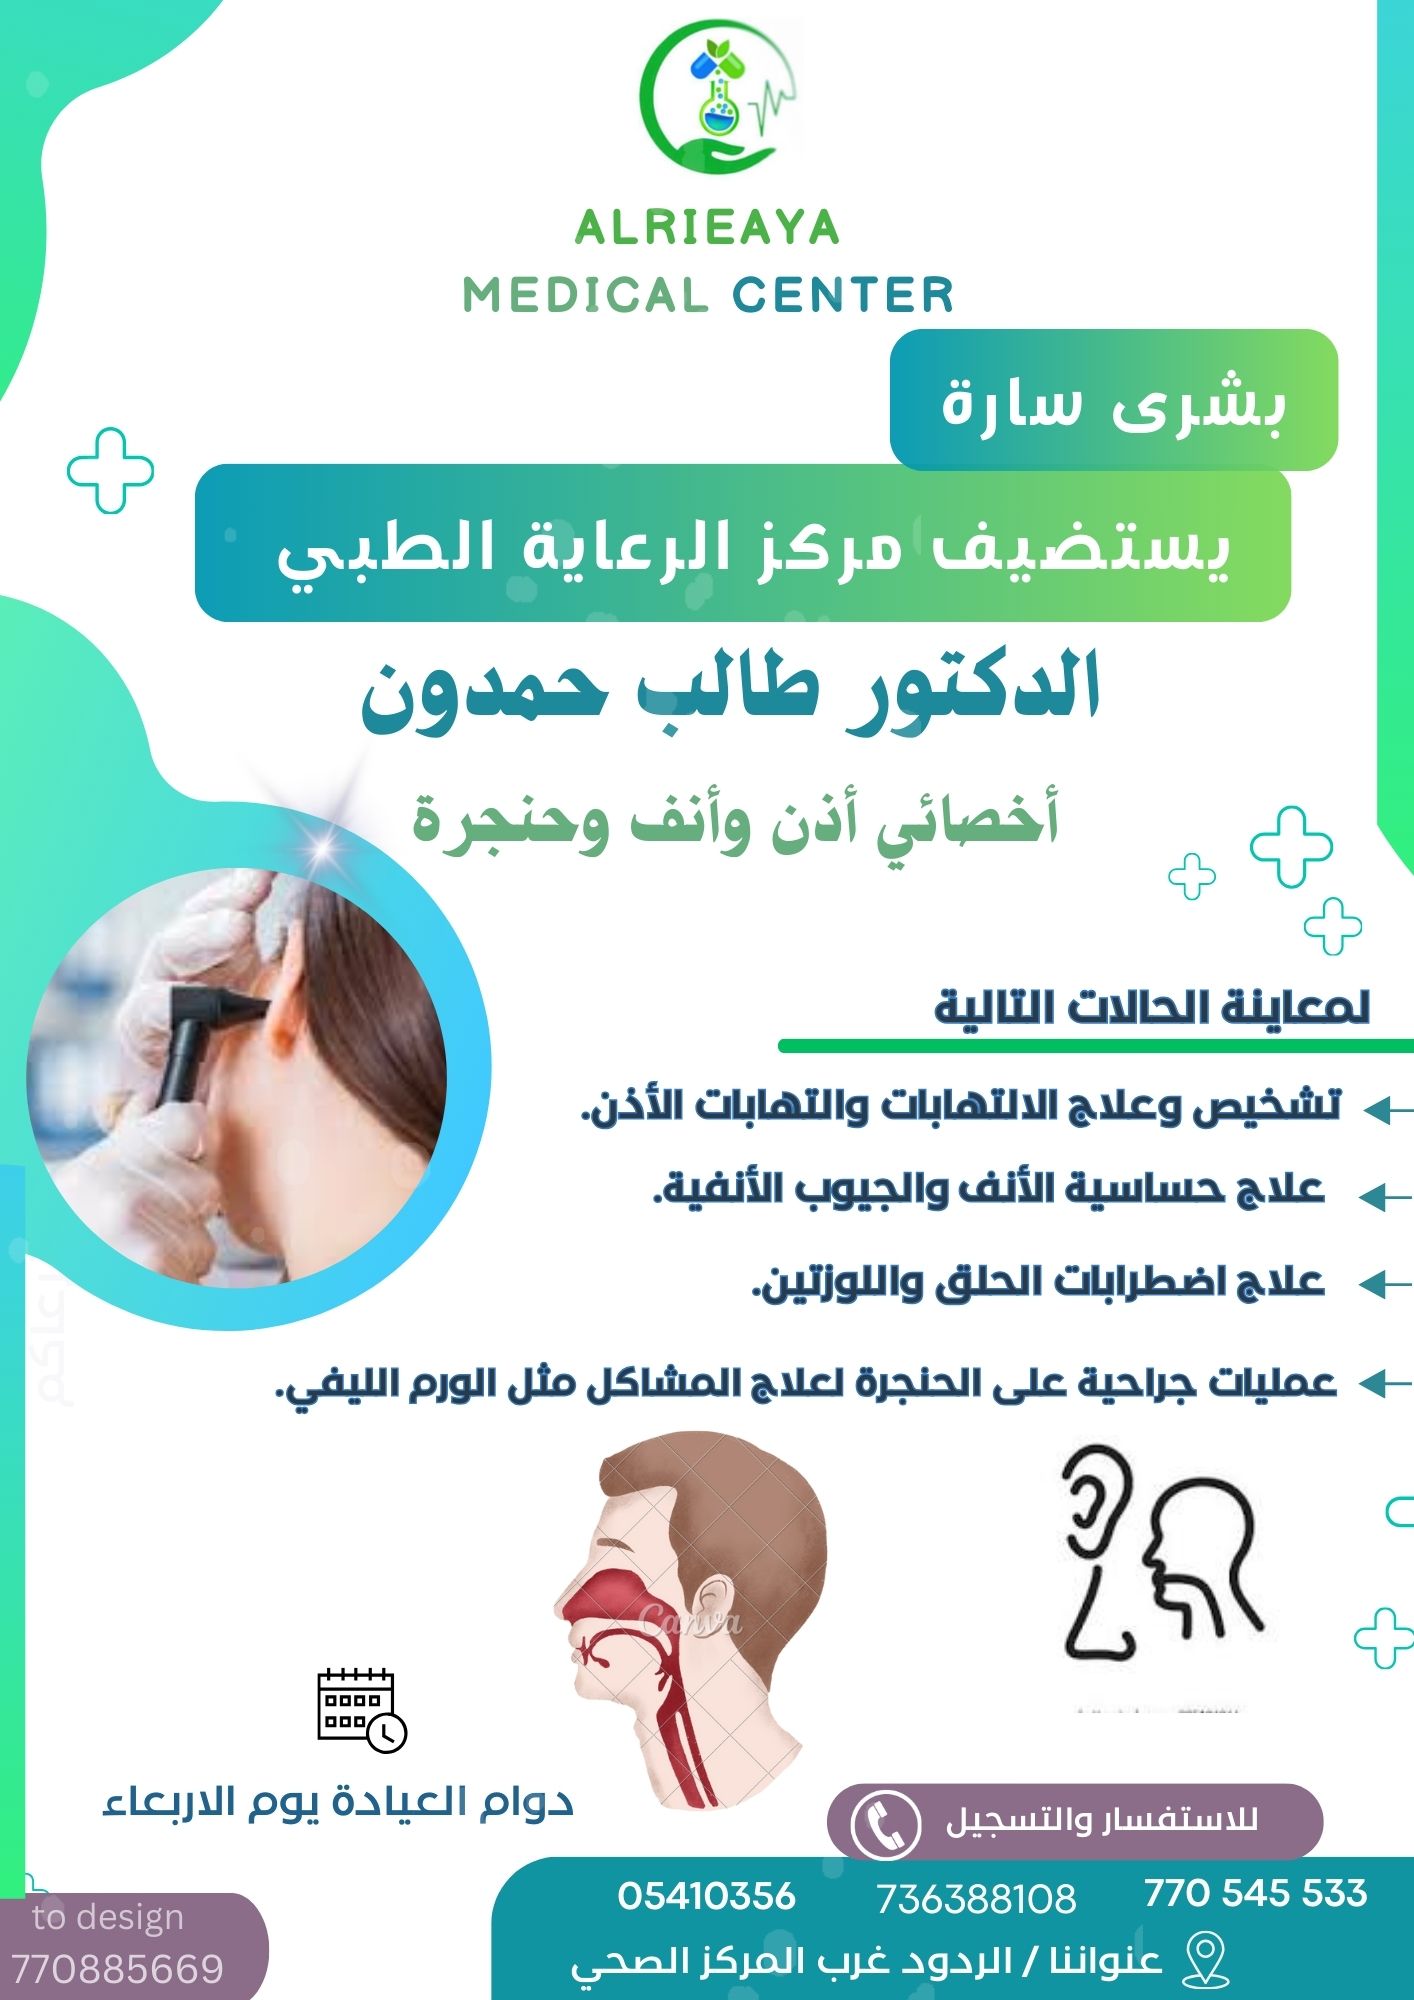 ALRIEAYA
MEDICAL CENTER
بشرى سارة
يستضيف مركز الرعاية الطبي
الدكتور طالب حمدون
أخصائي أذن وأنف وحنجرة
لمعاينة الحالات التالية
تشخيص وعلاج الالتهابات والتهابات الأذن.
علاج حساسية الأنف والجيوب الأنفية.
علاج اضطرابات الحلق واللوزتين.
عمليات جراحية على الحنجرة لعلاج المشاكل مثل الورم الليفي.
Canva
دوام العيادة يوم الاربعاء
للاستفسار والتسجيل
05410356 736388108 770 545 533
عنواننا / الردود غرب المركز الصحي
to design
770885669